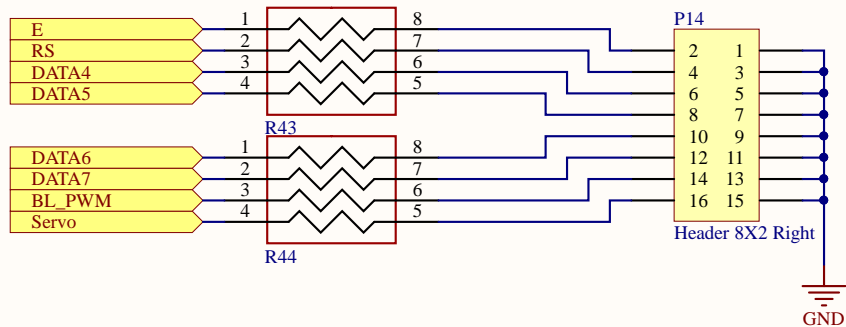 E 1 8 P14
RS 2 7 2 1
DATA4 3 6 4 3
DATA5 4 5 6 5
8 7
R43 10 9
DATA6 1 8 12 11
DATA7 2 7 14 13
BL_PWM 3 6 16 15
Servo 4 5 Header 8X2 Right
R44
GND